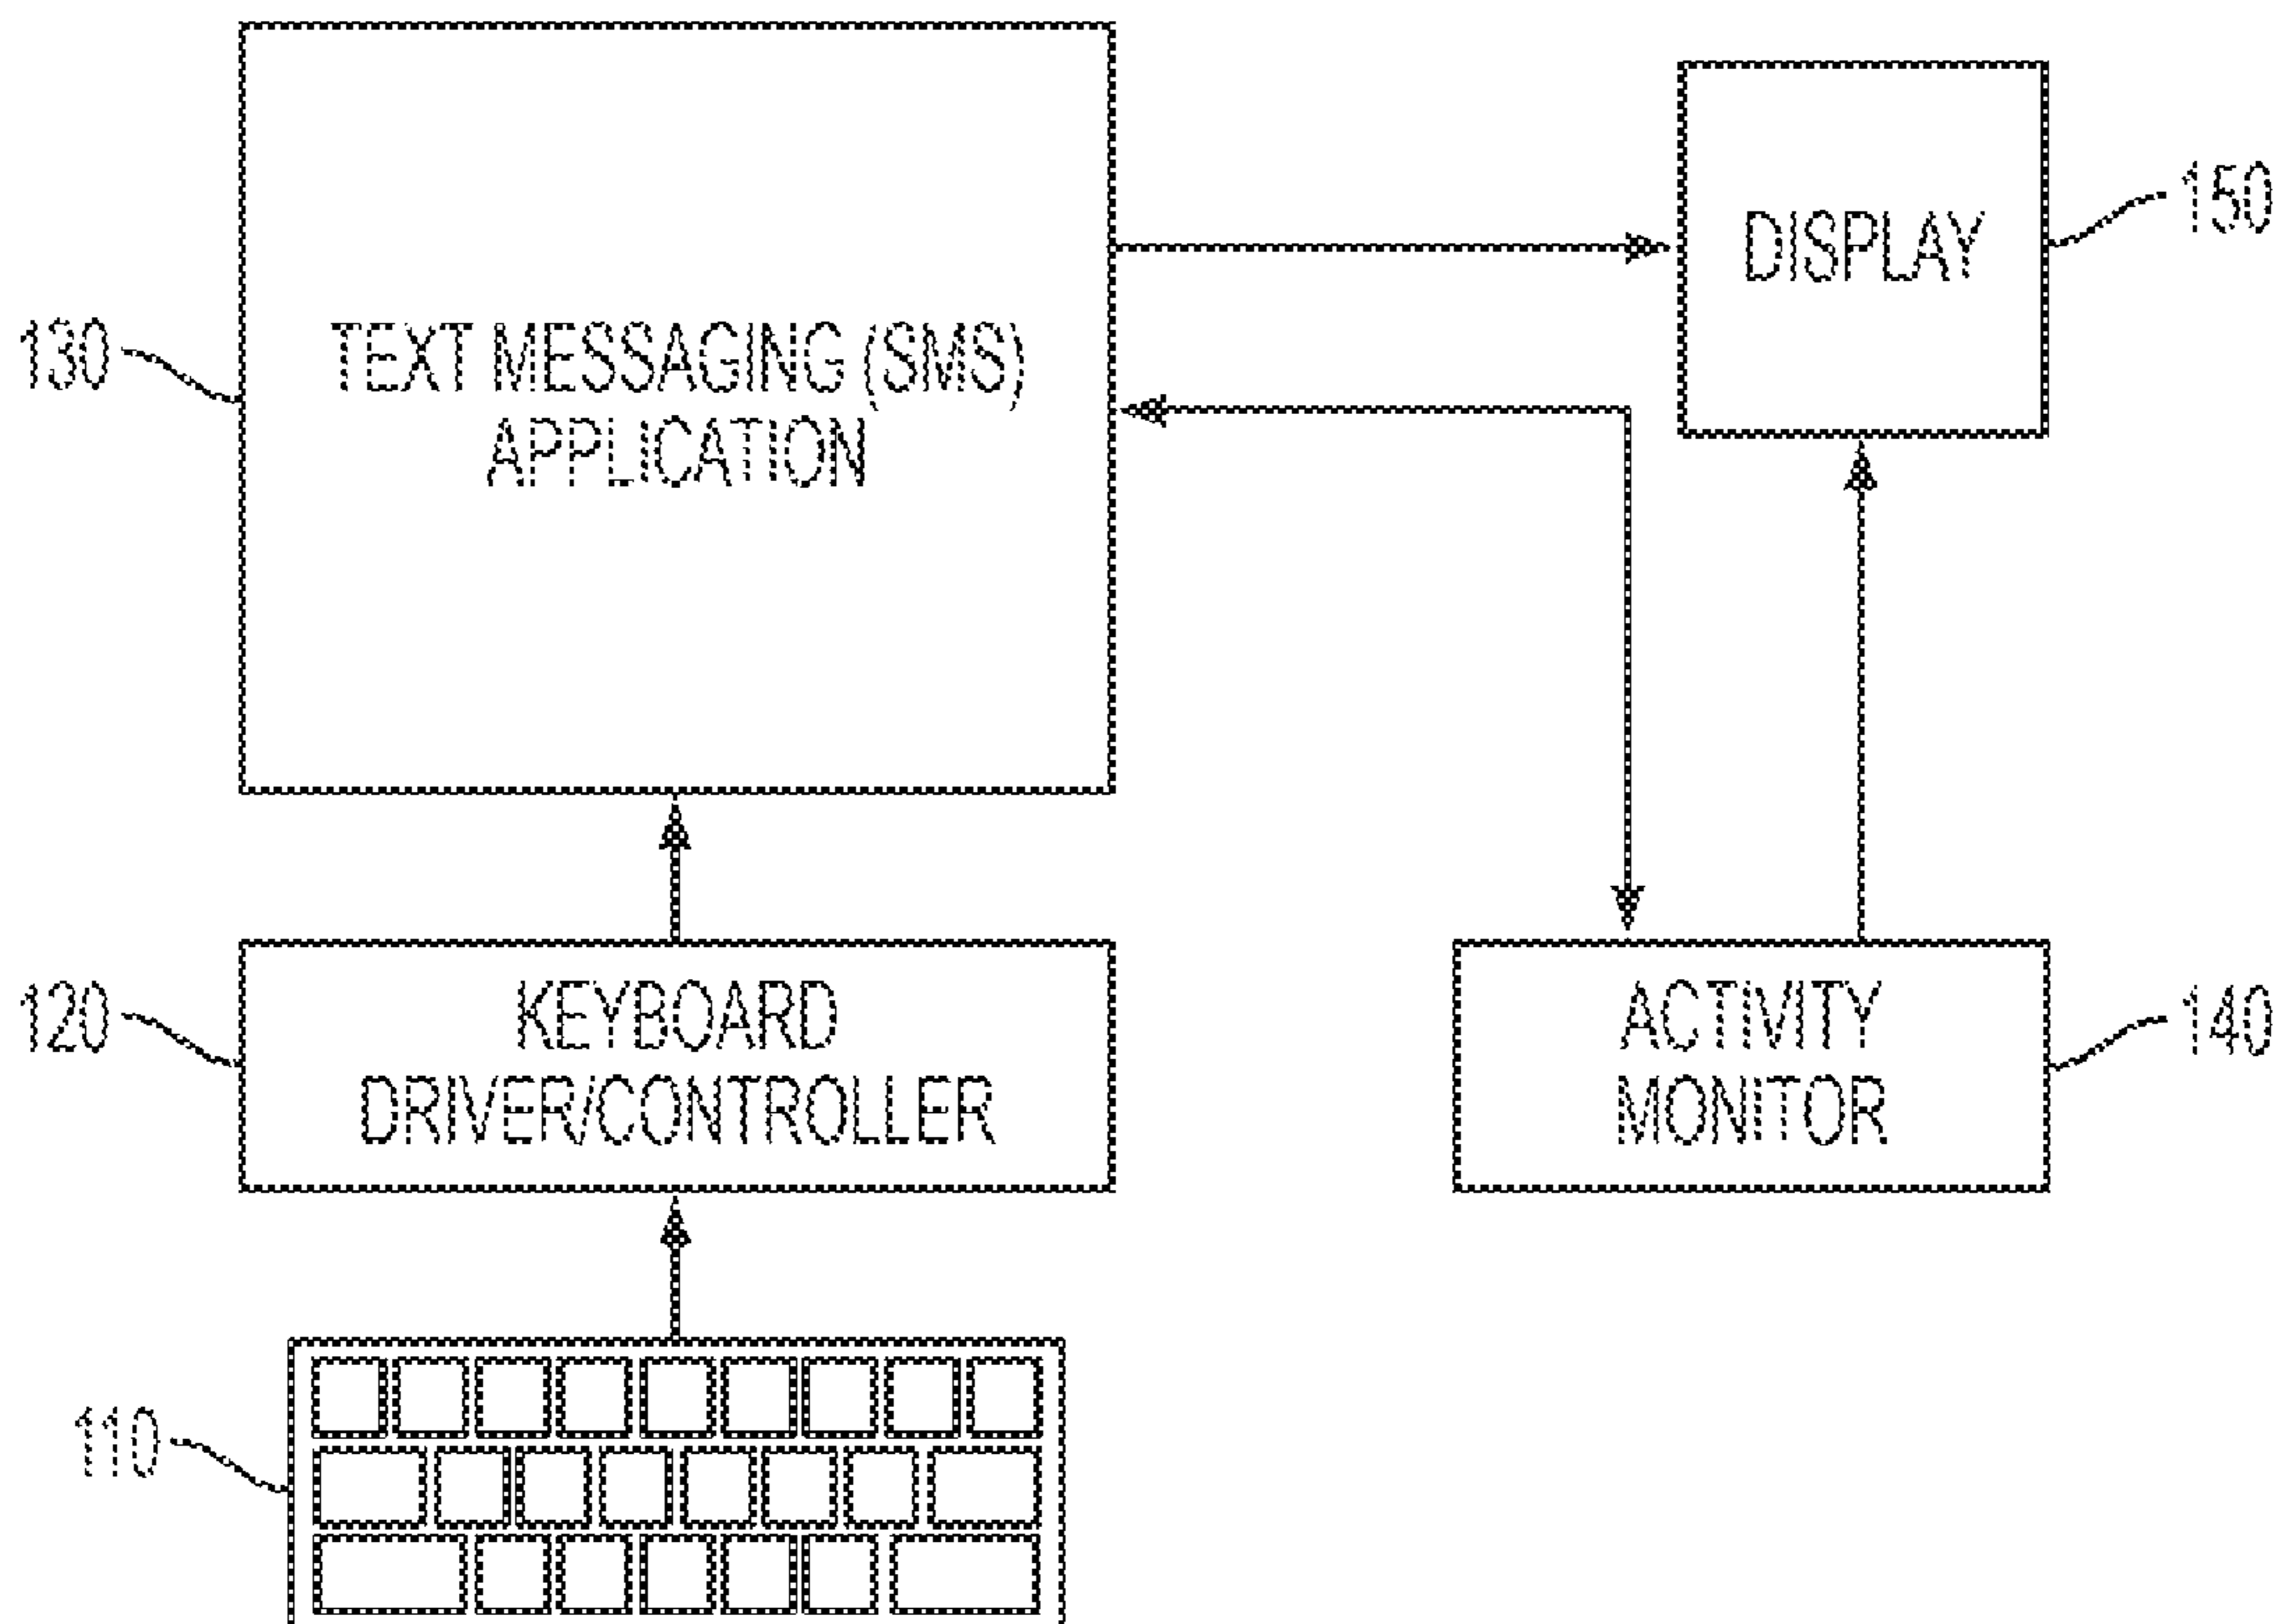 130
TEXT MESSAGING (SMS)
APPLICATION
DISPLAY
150
120
KEYBOARD
DRIVER/CONTROLLER
ACTIVITY
MONITOR
140
110